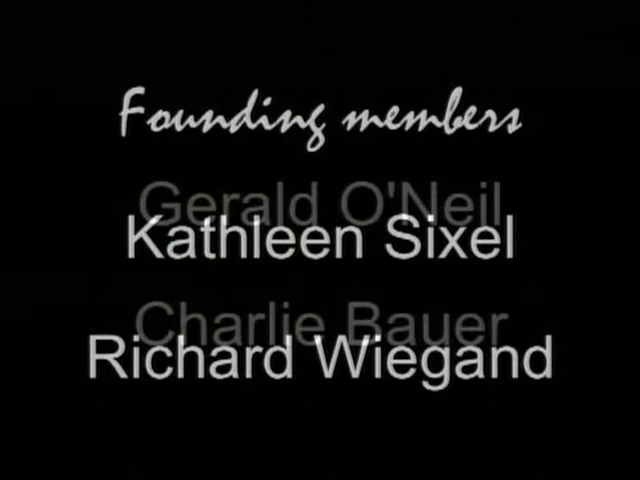 Founding members
Gerald O'Neil
Kathleen Sixel
Charlie Bauer
Richard Wiegand